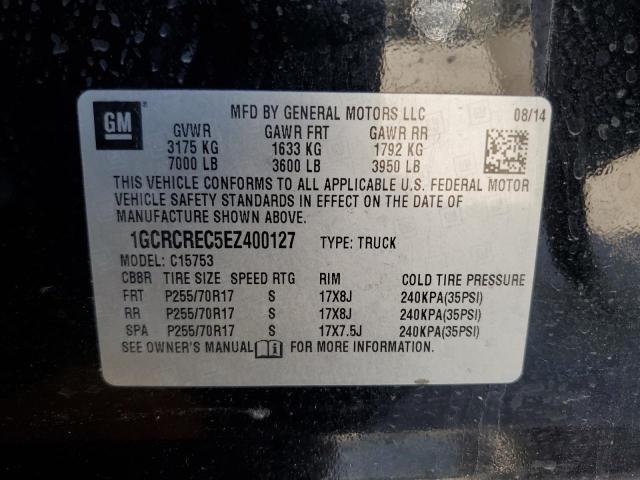 GM
MFD BY GENERAL MOTORS LLC 08/14
GVWR GAWR FRT GAWR RR
3175 KG 1633 KG 1792 KG
7000 LB 3600 LB 3950 LB
THIS VEHICLE CONFORMS TO ALL APPLICABLE U.S. FEDERAL MOTOR
VEHICLE SAFETY STANDARDS IN EFFECT ON THE DATE OF
MANUFACTURE SHOWN ABOVE.
1GCRCREC5EZ400127 TYPE: TRUCK
MODEL: C15753
CB8R TIRE SIZE SPEED RTG RIM COLD TIRE PRESSURE
FRT P255/70R17 S 17X8J 240KPA(35PSI)
RR P255/70R17 S 17X8J 240KPA(35PSI)
SPA P255/70R17 S 17X7.5J 240KPA(35PSI)
SEE OWNER'S MANUAL FOR MORE INFORMATION.